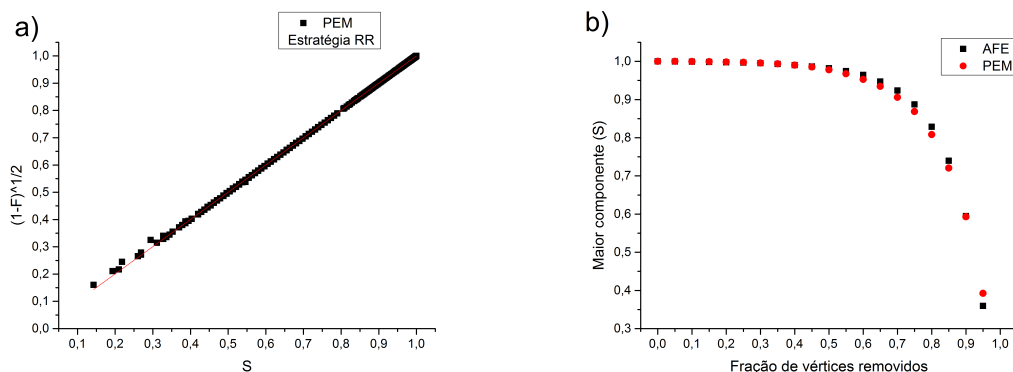 a)
PEM
Estratégia RR
1,0
0,9
0,8
0,7
0,6
0,5
0,4
0,3
0,2
0,1
0,0
(1-F)^1/2
0,1 0,2 0,3 0,4 0,5 0,6 0,7 0,8 0,9 1,0
S
b)
AFE
PEM
1,0
0,9
0,8
0,7
0,6
0,5
0,4
0,3
Maior componente (S)
0,0 0,1 0,2 0,3 0,4 0,5 0,6 0,7 0,8 0,9 1,0
Fracão de vértices removidos